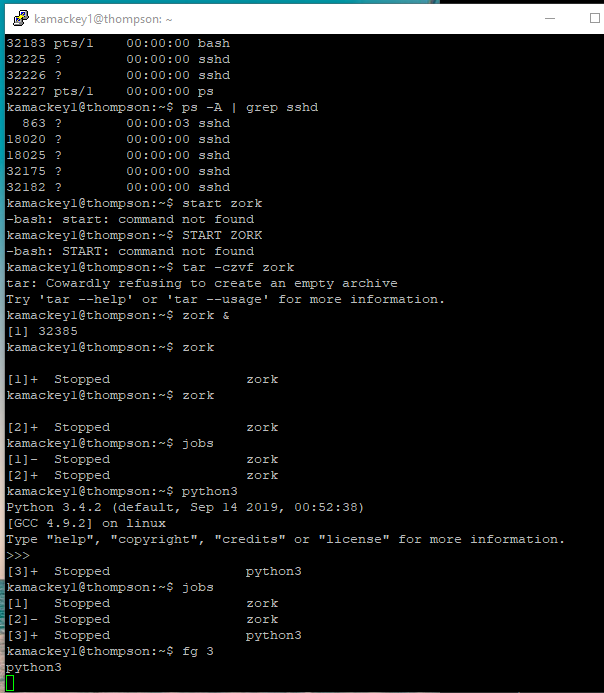 kamackey1@thompson: ~
32183 pts/1    00:00:00 bash
32225 ?        00:00:00 sshd
32226 ?        00:00:00 sshd
32227 pts/1    00:00:00 ps
kamackey1@thompson:~$ ps -A | grep sshd
  863 ?        00:00:03 sshd
18020 ?        00:00:00 sshd
18025 ?        00:00:00 sshd
32175 ?        00:00:00 sshd
32182 ?        00:00:00 sshd
kamackey1@thompson:~$ start zork
-bash: start: command not found
kamackey1@thompson:~$ START ZORK
-bash: START: command not found
kamackey1@thompson:~$ tar -czvf zork
tar: Cowardly refusing to create an empty archive
Try 'tar --help' or 'tar --usage' for more information.
kamackey1@thompson:~$ zork &
[1] 32385
kamackey1@thompson:~$ zork

[1]+  Stopped                 zork
kamackey1@thompson:~$ zork

[2]+  Stopped                 zork
kamackey1@thompson:~$ jobs
[1]-  Stopped                 zork
[2]+  Stopped                 zork
kamackey1@thompson:~$ python3
Python 3.4.2 (default, Sep 14 2019, 00:52:38)
[GCC 4.9.2] on linux
Type "help", "copyright", "credits" or "license" for more information.
>>>
[3]+  Stopped                 python3
kamackey1@thompson:~$ jobs
[1]   Stopped                 zork
[2]-  Stopped                 zork
[3]+  Stopped                 python3
kamackey1@thompson:~$ fg 3
python3